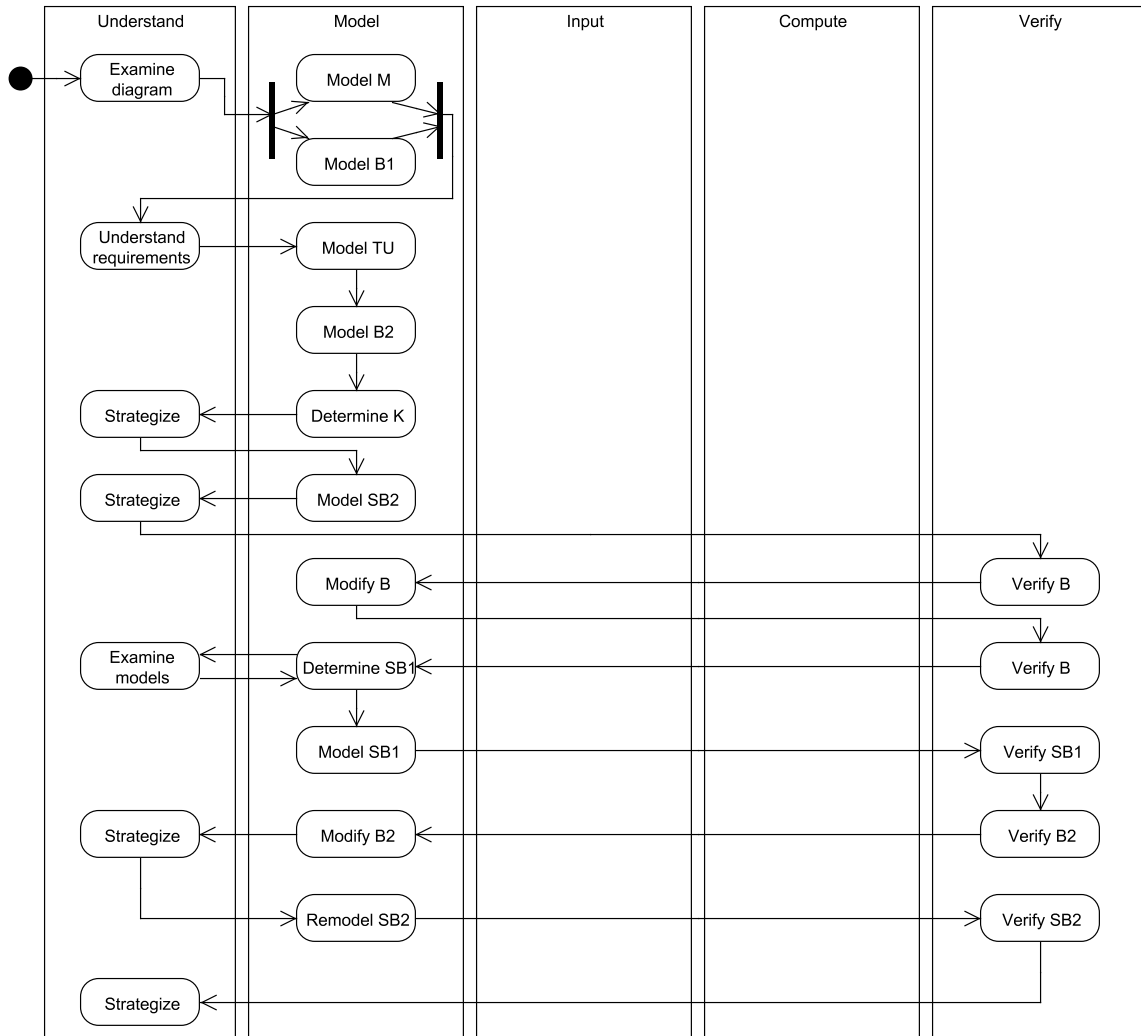 Understand
Model
Input
Compute
Verify
Examine
diagram
Model M
Model B1
Understand
requirements
Model TU
Model B2
Strategize
Determine K
Strategize
Model SB2
Modify B
Verify B
Examine
models
Determine SB1
Verify B
Model SB1
Verify SB1
Strategize
Modify B2
Verify B2
Remodel SB2
Verify SB2
Strategize